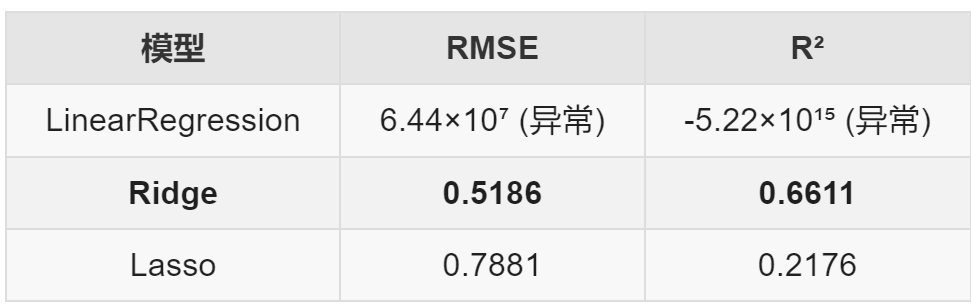 模型 RMSE R²
LinearRegression 6.44×10⁷ (异常) -5.22×10¹⁵ (异常)
Ridge 0.5186 0.6611
Lasso 0.7881 0.2176